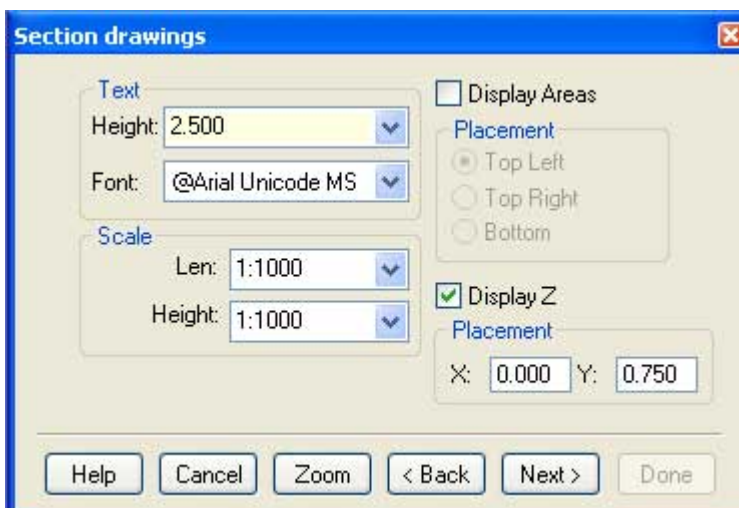 Section drawings
Text
Height: 2.500
Font: @Arial Unicode MS
Scale
Len: 1:1000
Height: 1:1000
Display Areas
Placement
Top Left
Top Right
Bottom
Display Z
Placement
X: 0.000 Y: 0.750
Help Cancel Zoom < Back Next > Done